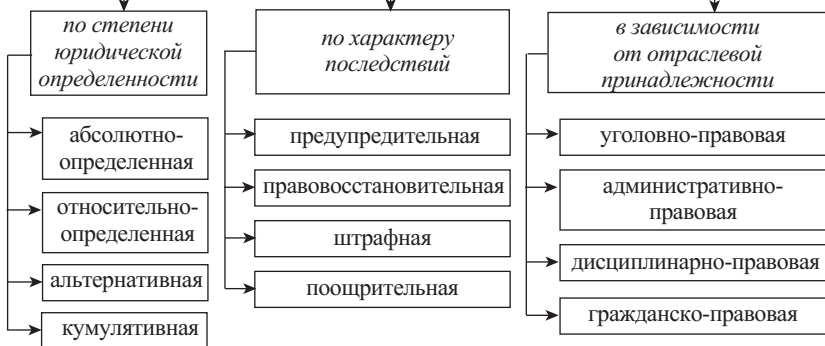 по степени
юридической
определенности
абсолютно-
определенная
относительно-
определенная
альтернативная
кумулятивная
по характеру
последствий
предупредительная
правовосстановительная
штрафная
поощрительная
в зависимости
от отраслевой
принадлежности
уголовно-правовая
административно-
правовая
дисциплинарно-правовая
гражданско-правовая